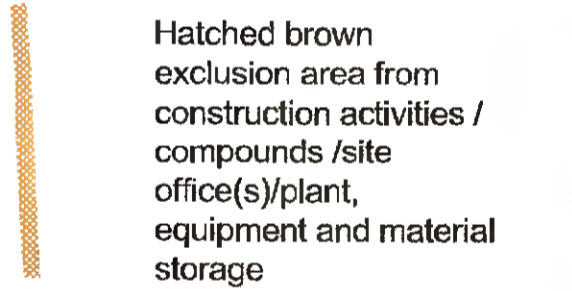 Hatched brown
exclusion area from
construction activities /
compounds /site
office(s)/plant,
equipment and material
storage